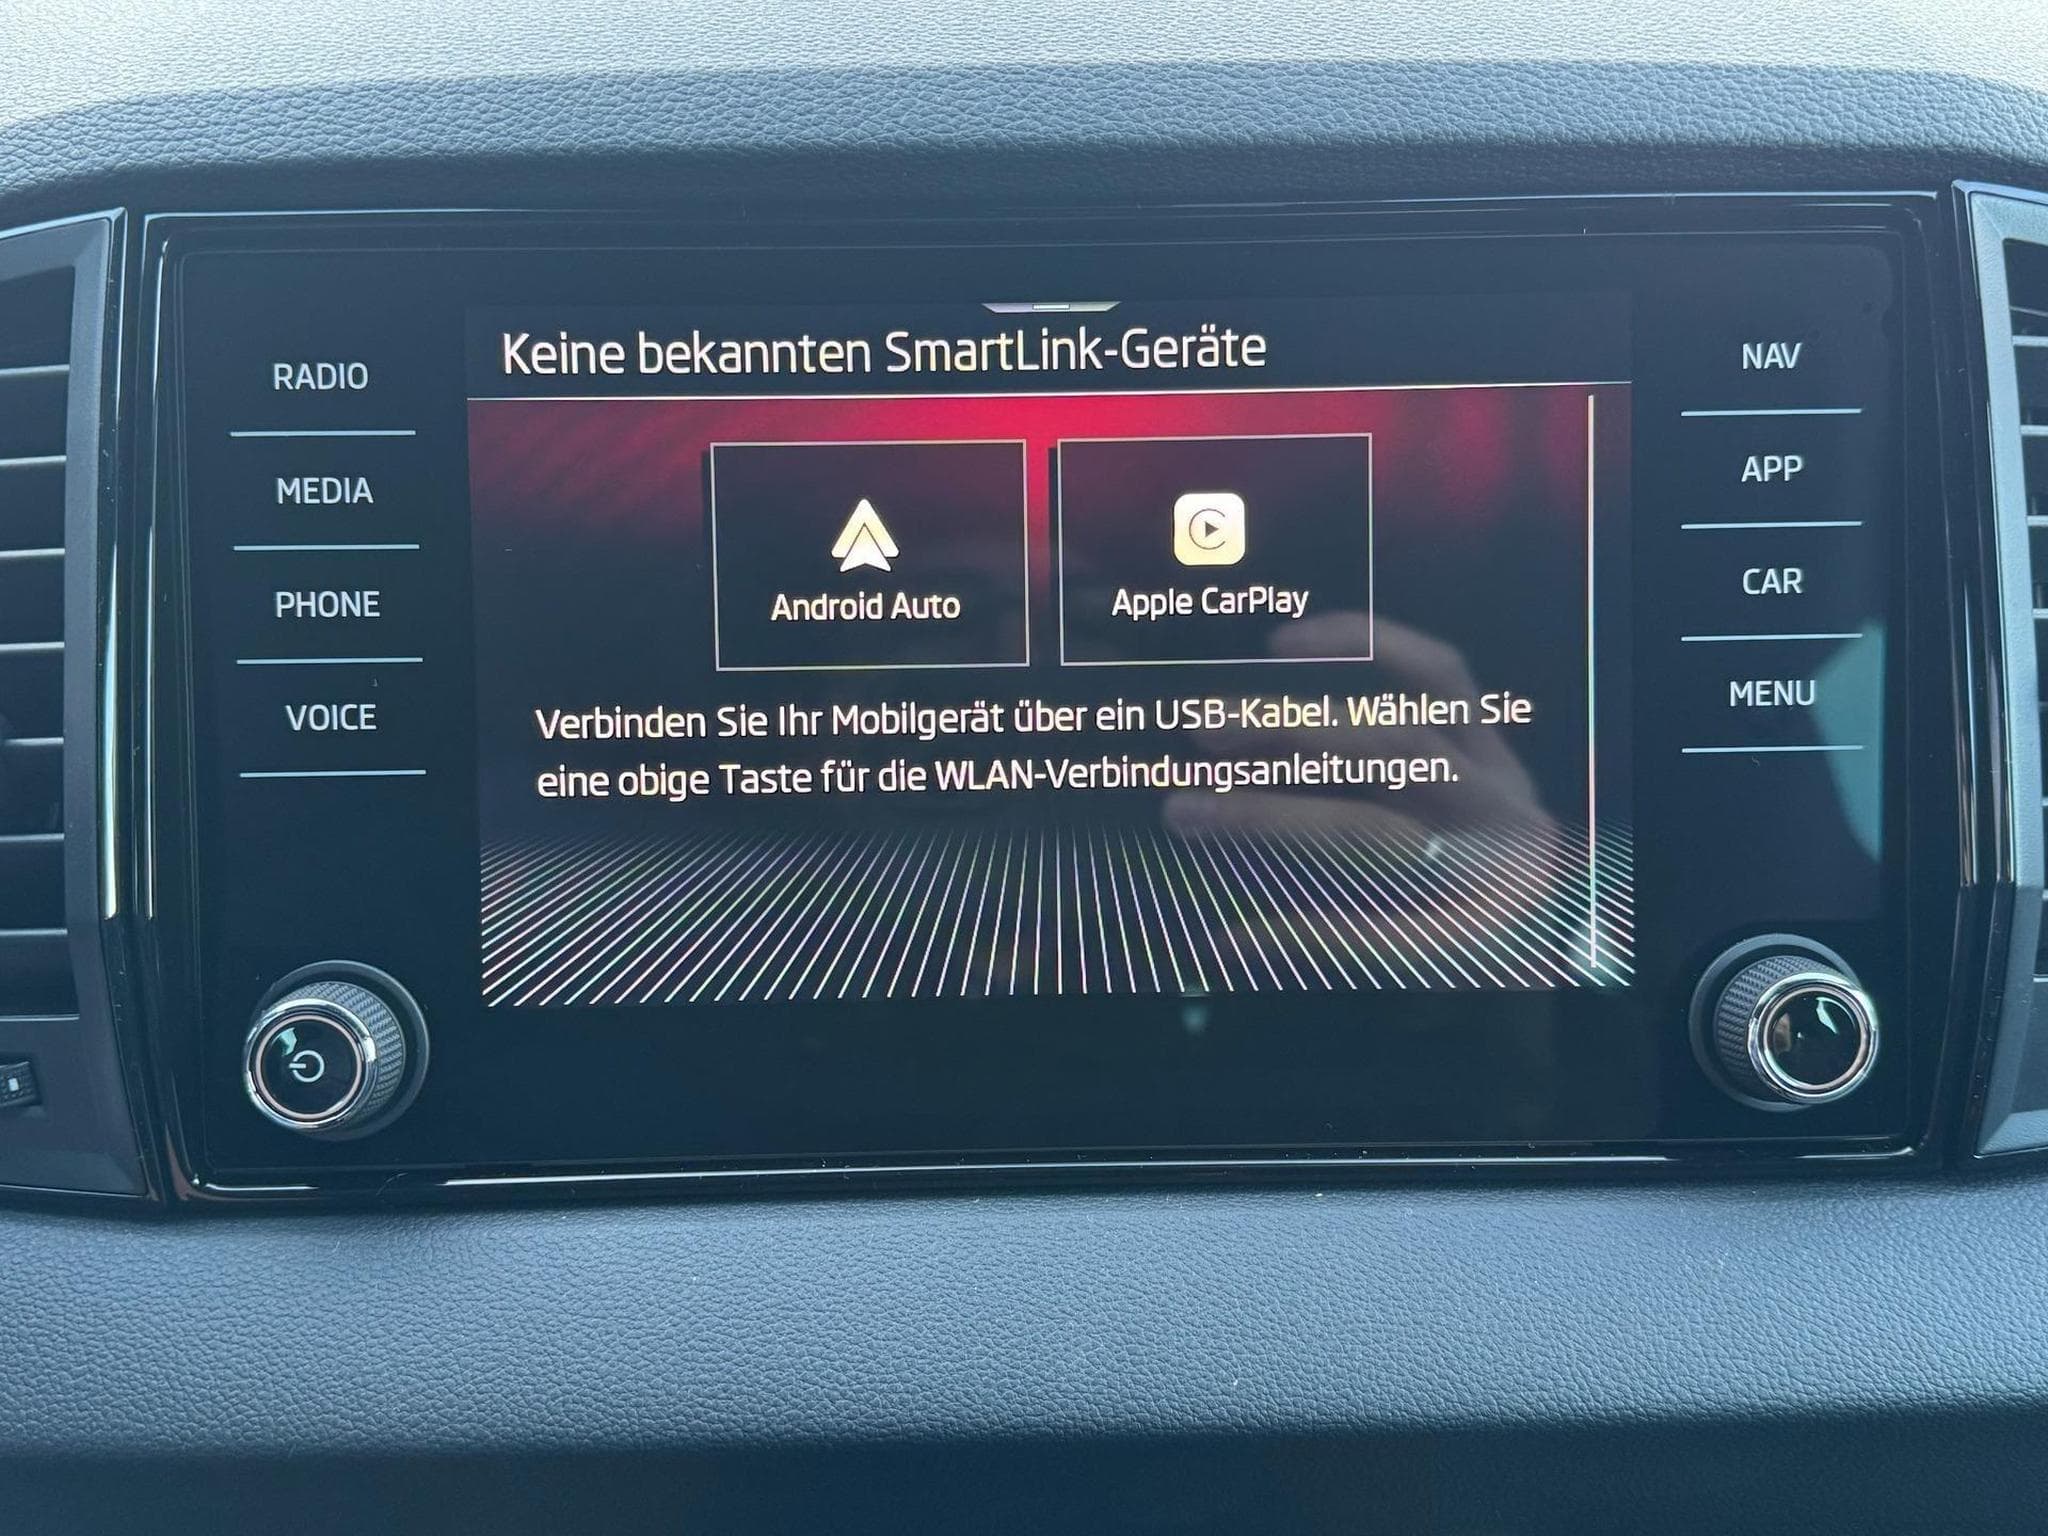 Keine bekannten SmartLink-Geräte
RADIO
MEDIA
PHONE
VOICE
Android Auto
Apple CarPlay
Verbinden Sie Ihr Mobilgerät über ein USB-Kabel. Wählen Sie
eine obige Taste für die WLAN-Verbindungsanleitungen.
NAV
APP
CAR
MENU